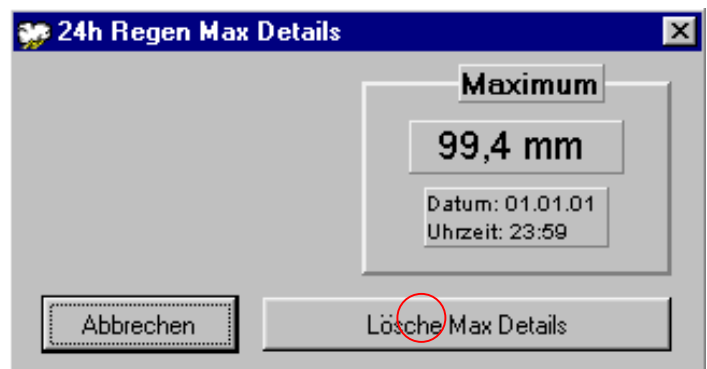 24h Regen Max Details
Maximum
99,4 mm
Datum: 01.01.01
Uhrzeit: 23:59
Abbrechen
Lösche Max Details